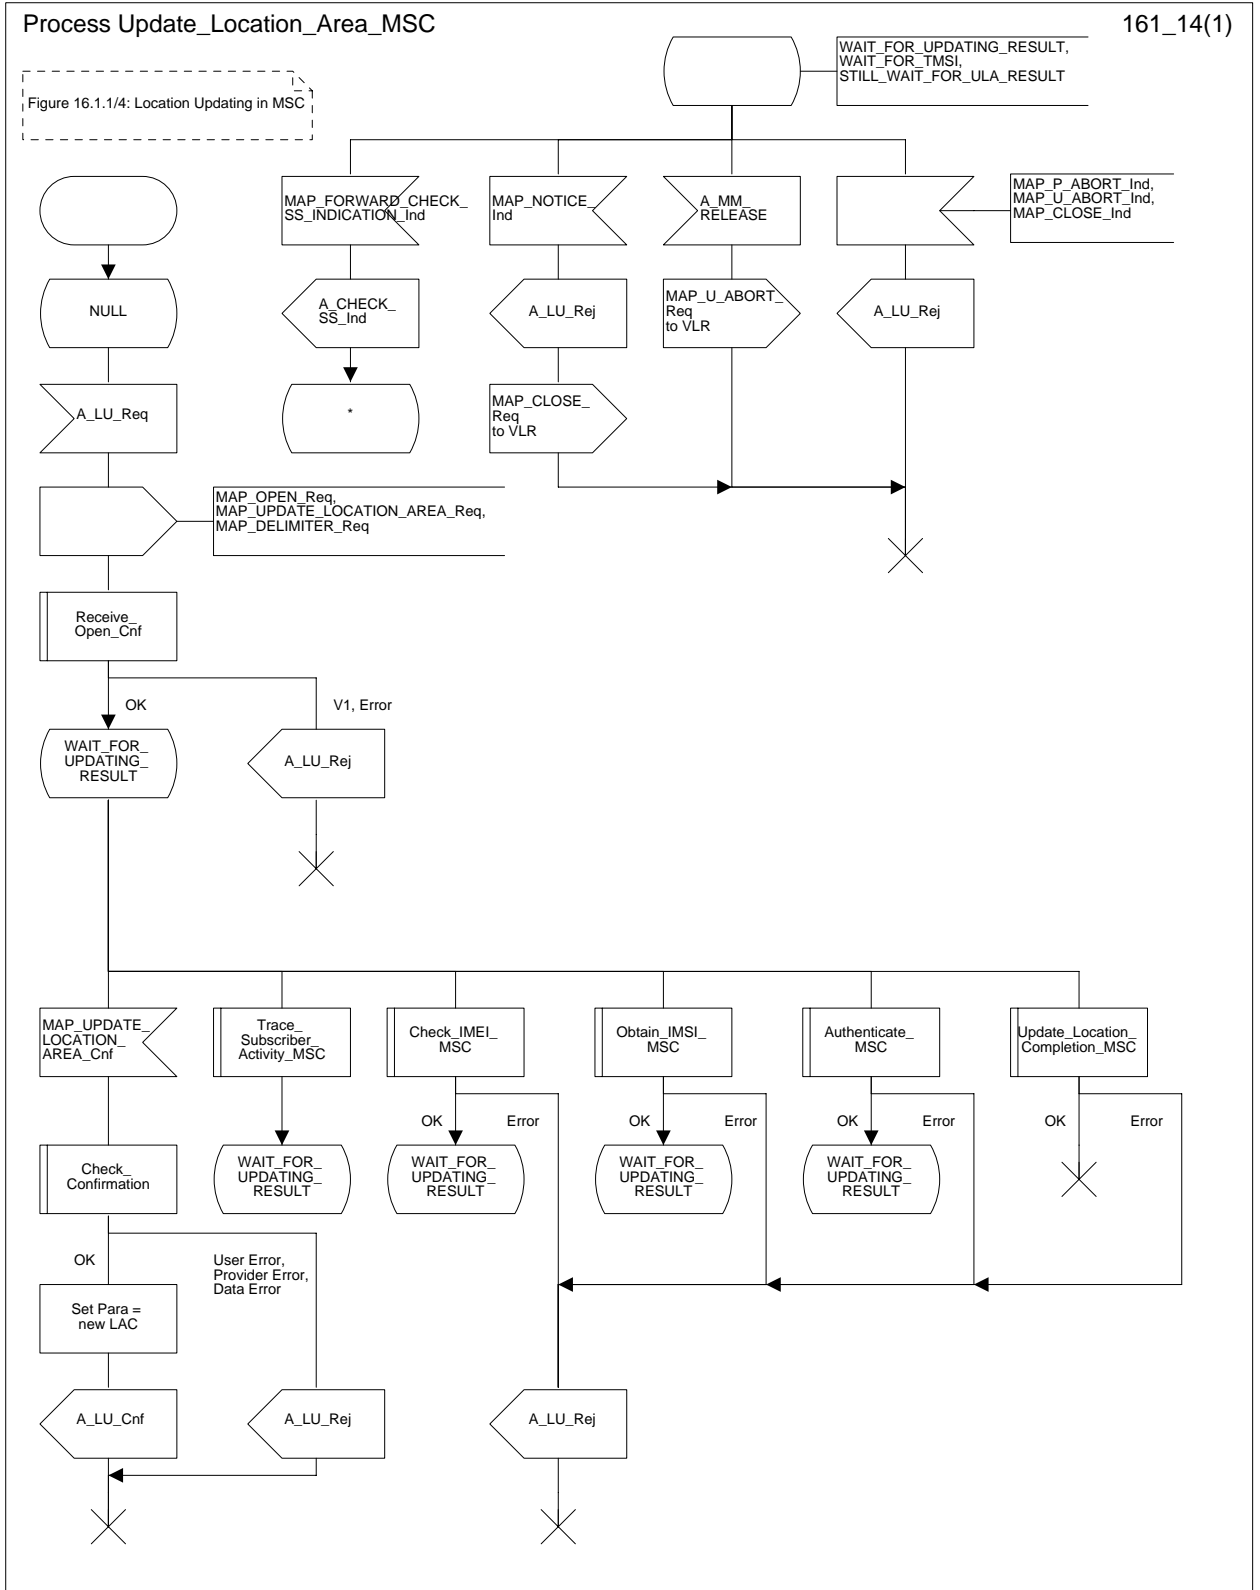 Process Update_Location_Area_MSC
161_14(1)
Figure 16.1.1/4: Location Updating in MSC
WAIT_FOR_UPDATING_RESULT,
WAIT_FOR_TMSI,
STILL_WAIT_FOR_ULA_RESULT
MAP_FORWARD_CHECK_
SS_INDICATION_Ind
MAP_NOTICE_
Ind
A_MM_
RELEASE
MAP_P_ABORT_Ind,
MAP_U_ABORT_Ind,
MAP_CLOSE_Ind
NULL
A_CHECK_
SS_Ind
A_LU_Rej
MAP_U_ABORT_
Req
to VLR
A_LU_Rej
A_LU_Req
*
MAP_CLOSE_
Req
to VLR
MAP_OPEN_Req,
MAP_UPDATE_LOCATION_AREA_Req,
MAP_DELIMITER_Req
Receive_
Open_Cnf
OK
V1, Error
WAIT_FOR_
UPDATING_
RESULT
A_LU_Rej
MAP_UPDATE_
LOCATION_
AREA_Cnf
Trace_
Subscriber_
Activity_MSC
Check_IMEI_
MSC
Obtain_IMSI_
MSC
Authenticate_
MSC
Update_Location_
Completion_MSC
OK
Error
OK
Error
OK
Error
OK
Error
Check_
Confirmation
WAIT_FOR_
UPDATING_
RESULT
WAIT_FOR_
UPDATING_
RESULT
WAIT_FOR_
UPDATING_
RESULT
WAIT_FOR_
UPDATING_
RESULT
OK
User Error,
Provider Error,
Data Error
Set Para =
new LAC
A_LU_Cnf
A_LU_Rej
A_LU_Rej